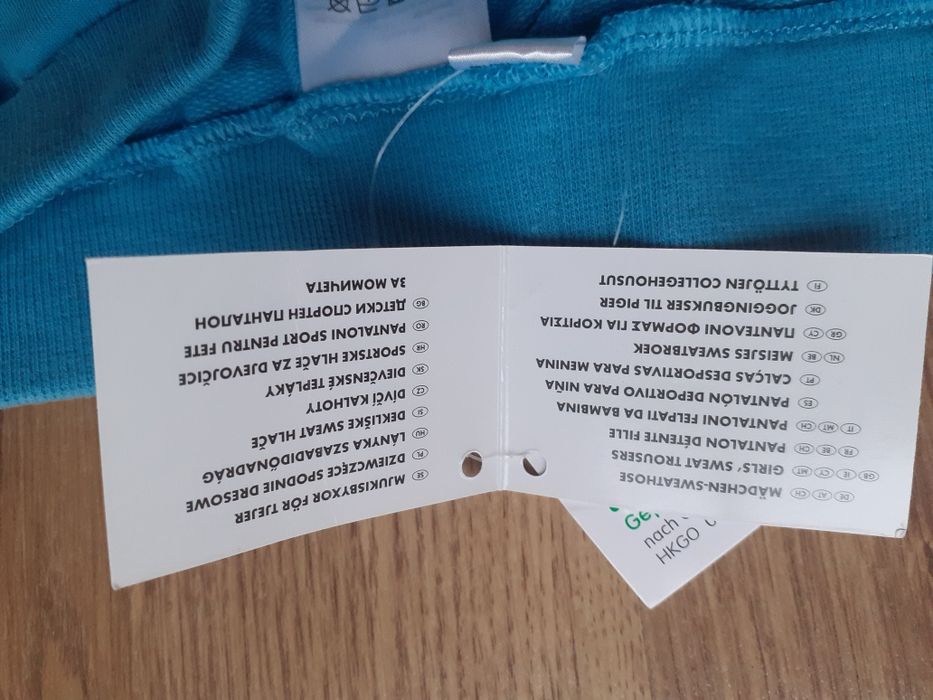 DE AT CH MÄDCHEN-SWEATHOSE
GB IE CY MT GIRLS' SWEAT TROUSERS
FR BE CH PANTALON DÉTENTE FILLE
IT MT CH PANTALONI FELPATI DA BAMBINA
ES PANTALÓN DEPORTIVO PARA NIÑA
PT CALÇAS DESPORTIVAS PARA MENINA
NL BE MEISJES SWEATBROEK
GR CY ΠΑΝΤΕΛΟΝΙ ΦΟΡΜΑΣ ΓΙΑ ΚΟΡΙΤΣΙΑ
DK JOGGINGBUKSER TIL PIGER
FI TYTTÖJEN COLLEGEHOUSUT
SE MJUKISBYXOR FÖR TJEJER
PL DZIEWCZĘCE SPODNIE DRESOWE
HU LÁNYKA SZABADIDŐNADRÁG
SI DEKLIŠKE SWEAT HLAČE
CZ DÍVČÍ KALHOTY
SK DIEVČENSKÉ TEPLÁKY
HR SPORTSKE HLAČE ZA DJEVOJČICE
RO PANTALONI SPORT PENTRU FETE
BG ДЕТСКИ СПОРТЕН ПАНТАЛОН
ЗА МОМИЧЕТА
nach
HKGO